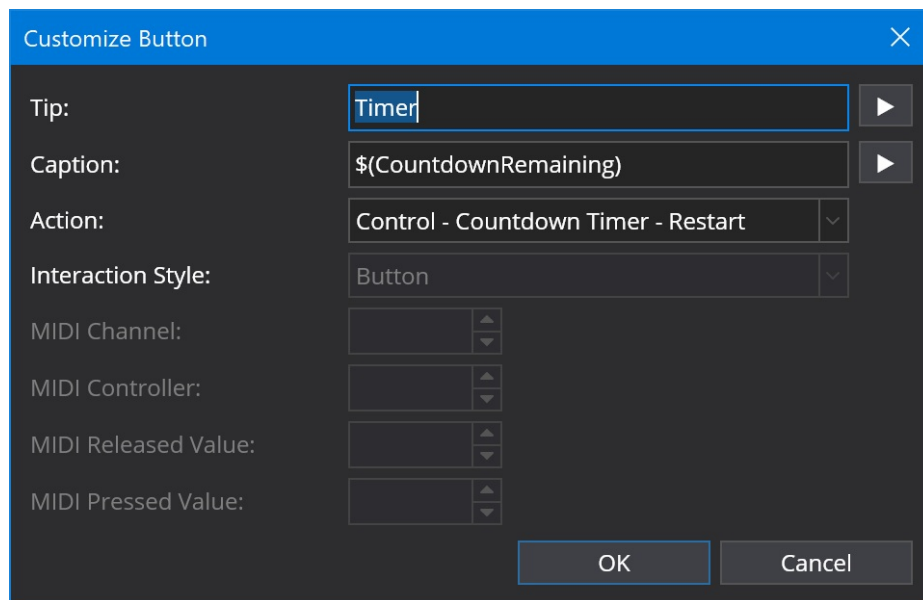 Customize Button
Tip: Timer
Caption: $(CountdownRemaining)
Action: Control - Countdown Timer - Restart
Interaction Style: Button
MIDI Channel:
MIDI Controller:
MIDI Released Value:
MIDI Pressed Value:
OK Cancel